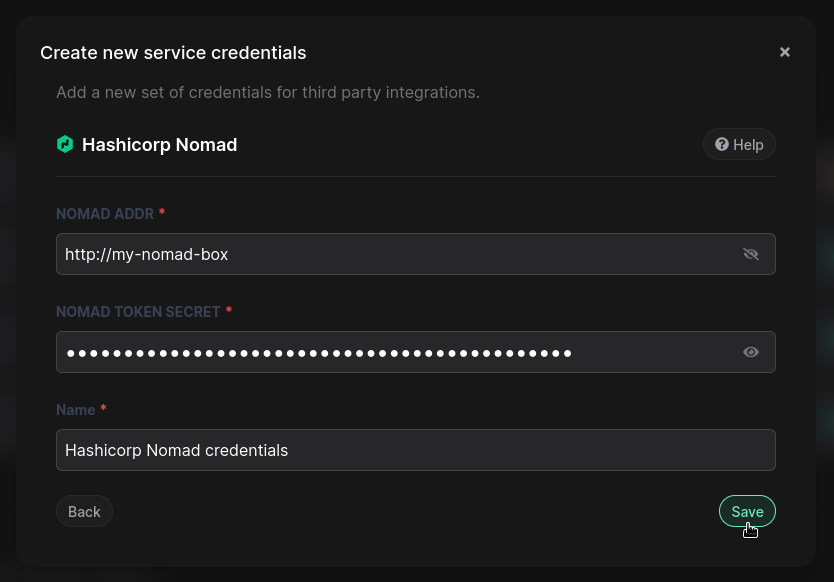 Create new service credentials
Add a new set of credentials for third party integrations.
Hashicorp Nomad
Help
NOMAD ADDR *
http://my-nomad-box
NOMAD TOKEN SECRET *
••••••••••••••••••••••••••••••••••••••••••••
Name *
Hashicorp Nomad credentials
Back
Save